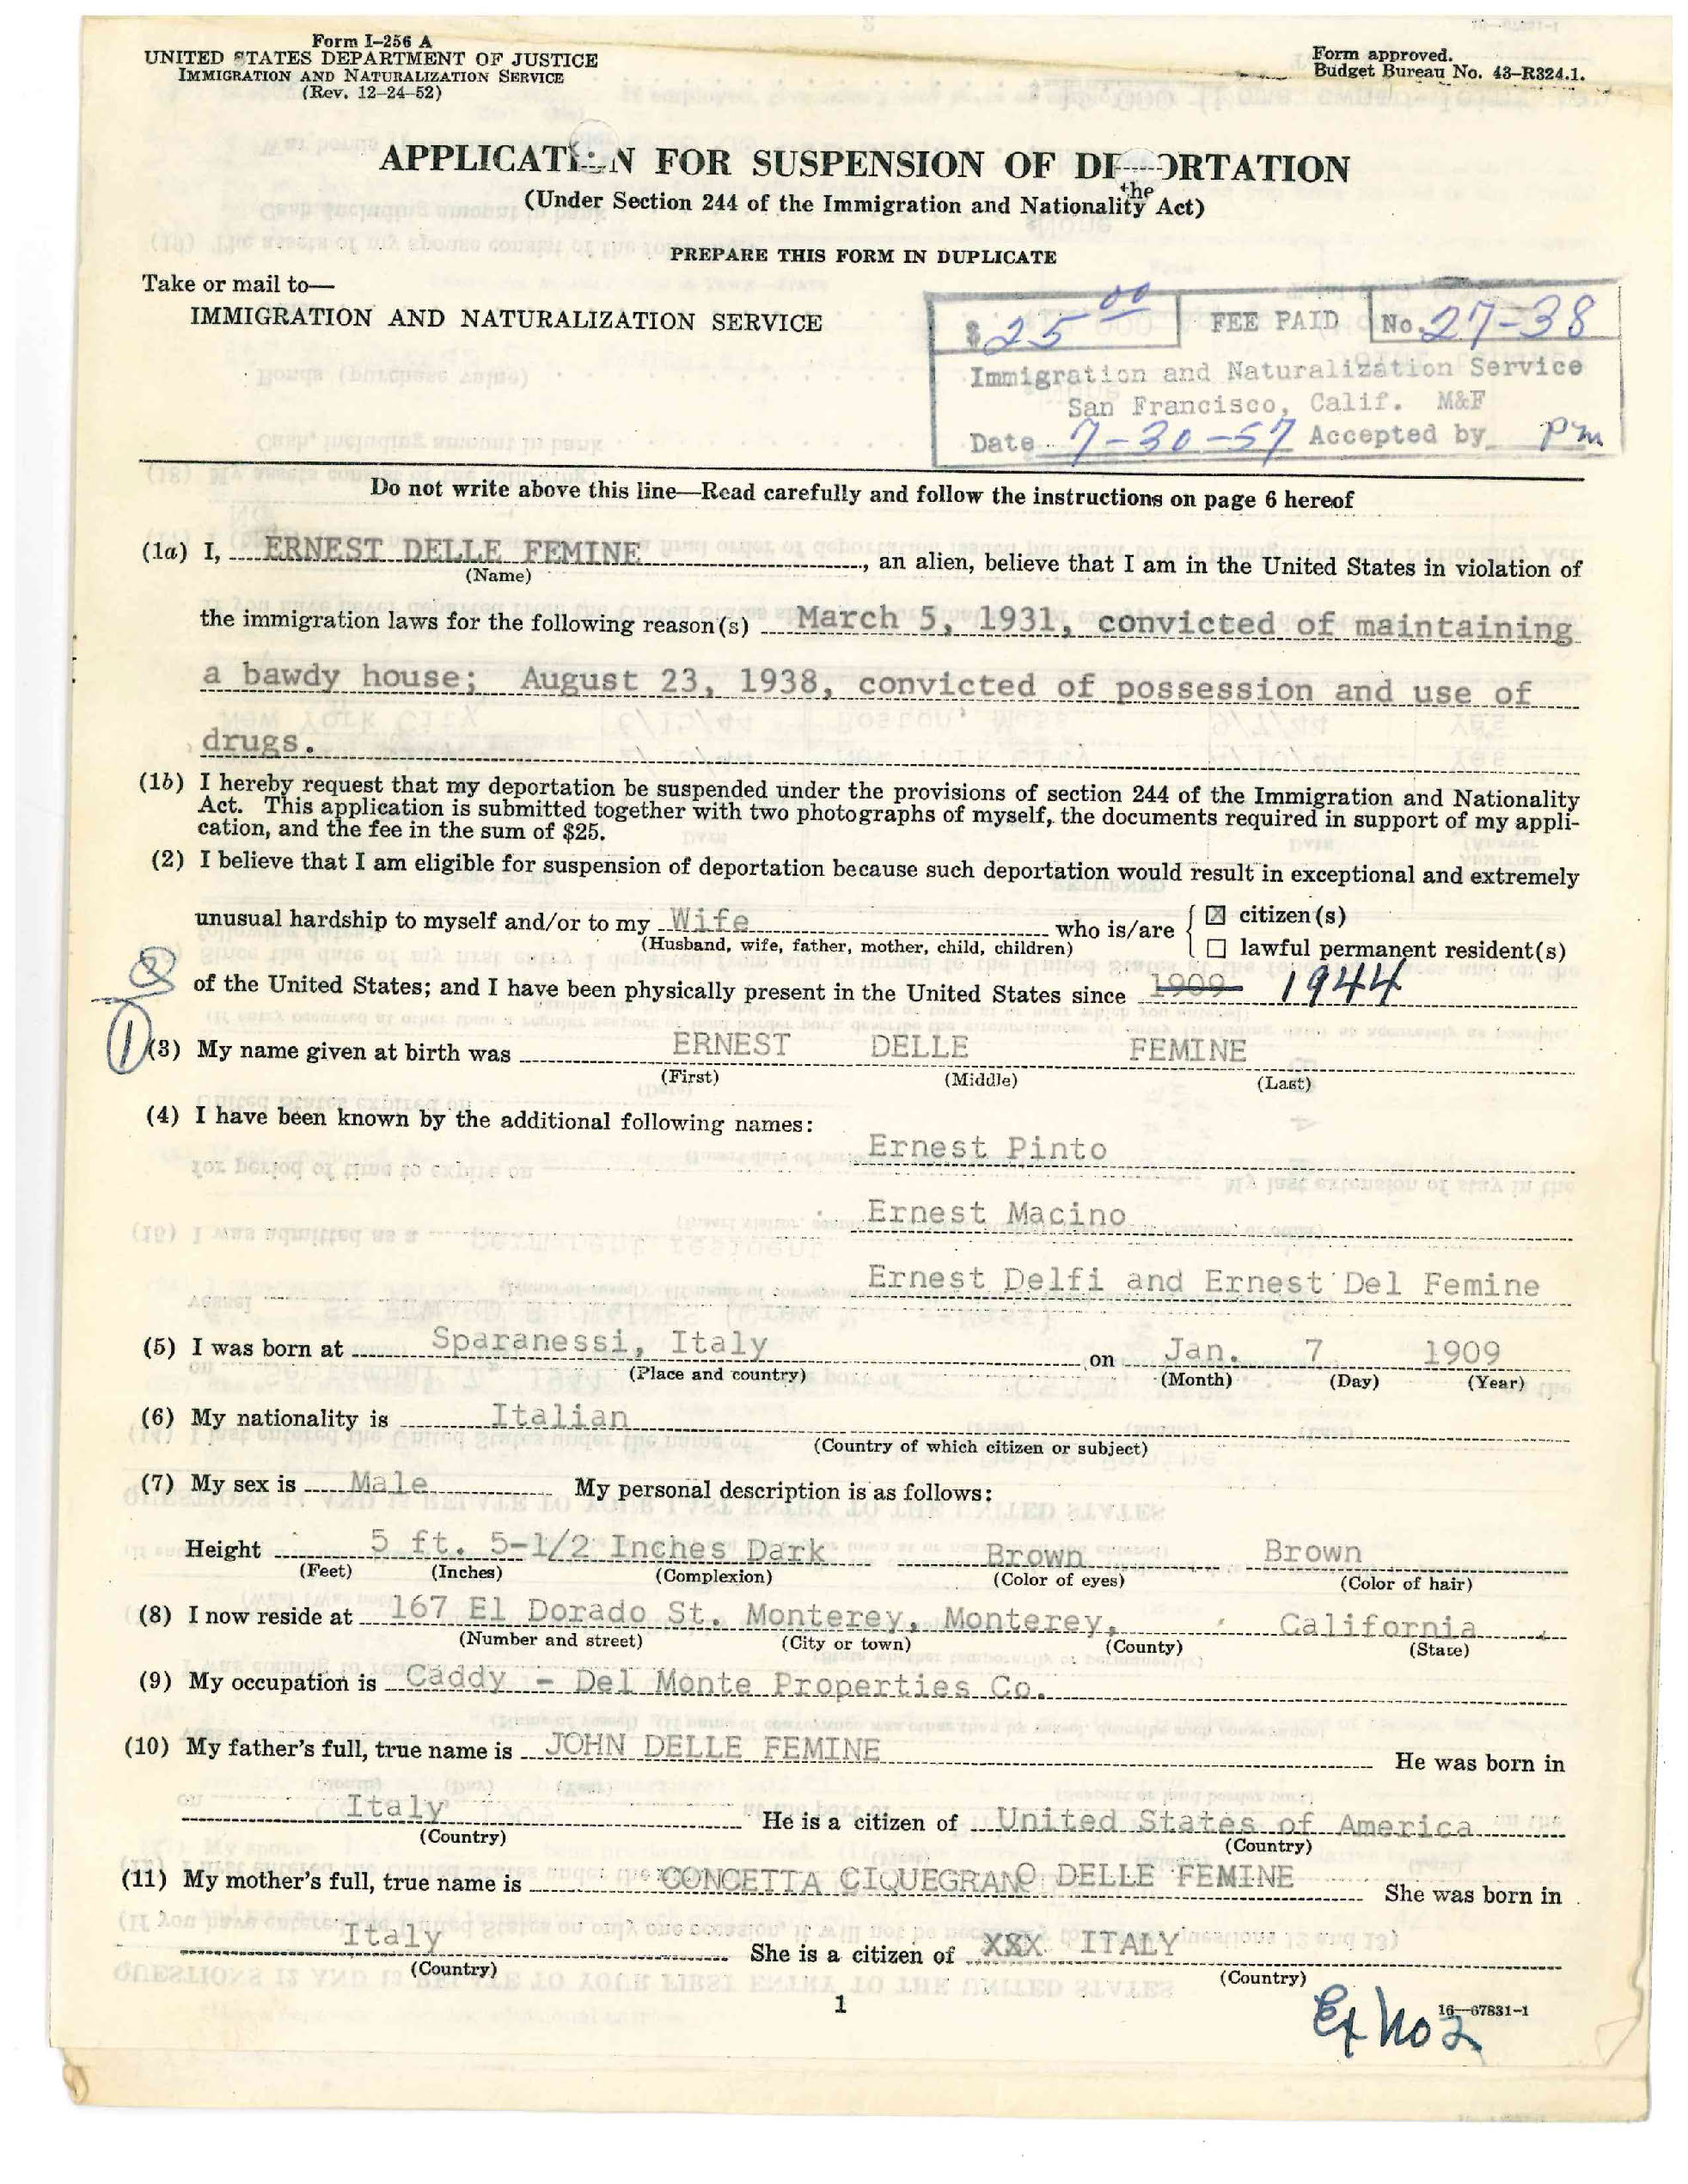 Form I-256 A
UNITED STATES DEPARTMENT OF JUSTICE
IMMIGRATION AND NATURALIZATION SERVICE
(Rev. 12-24-52)
Form approved.
Budget Bureau No. 43-R324.1.
APPLICATI N FOR SUSPENSION OF DE ORTATION
(Under Section 244 of the Immigration and Nationality the Act)
PREPARE THIS FORM IN DUPLICATE
Take or mail to—
IMMIGRATION AND NATURALIZATION SERVICE
$ 25 00 FEE PAID No. 27-38
Immigration and Naturalization Service
San Francisco, Calif. M&F
Date 7-30-57 Accepted by pm
Do not write above this line—Read carefully and follow the instructions on page 6 hereof
(1a) I, ERNEST DELLE FEMINE, an alien, believe that I am in the United States in violation of
(Name)
the immigration laws for the following reason(s) March 5, 1931, convicted of maintaining
a bawdy house; August 23, 1938, convicted of possession and use of
drugs.
(1b) I hereby request that my deportation be suspended under the provisions of section 244 of the Immigration and Nationality
Act. This application is submitted together with two photographs of myself, the documents required in support of my appli-
cation, and the fee in the sum of $25.
(2) I believe that I am eligible for suspension of deportation because such deportation would result in exceptional and extremely
unusual hardship to myself and/or to my Wife who is/are { ☒ citizen(s)
(Husband, wife, father, mother, child, children) ☐ lawful permanent resident(s)
of the United States; and I have been physically present in the United States since 1909 1944
(3) My name given at birth was ERNEST DELLE FEMINE
(First) (Middle) (Last)
(4) I have been known by the additional following names:
Ernest Pinto
Ernest Macino
Ernest Delfi and Ernest Del Femine
(5) I was born at Sparanessi, Italy on Jan. 7 1909
(Place and country) (Month) (Day) (Year)
(6) My nationality is Italian
(Country of which citizen or subject)
(7) My sex is Male My personal description is as follows:
Height 5 ft. 5-1/2 Inches Dark Brown Brown
(Feet) (Inches) (Complexion) (Color of eyes) (Color of hair)
(8) I now reside at 167 El Dorado St. Monterey, Monterey, California
(Number and street) (City or town) (County) (State)
(9) My occupation is Caddy - Del Monte Properties Co.
(10) My father's full, true name is JOHN DELLE FEMINE He was born in
Italy He is a citizen of United States of America
(Country) (Country)
(11) My mother's full, true name is CONCETTA CIQUEGRANO DELLE FEMINE She was born in
Italy She is a citizen of XXX ITALY
(Country) (Country)
1
16—67831-1
Ex No 2